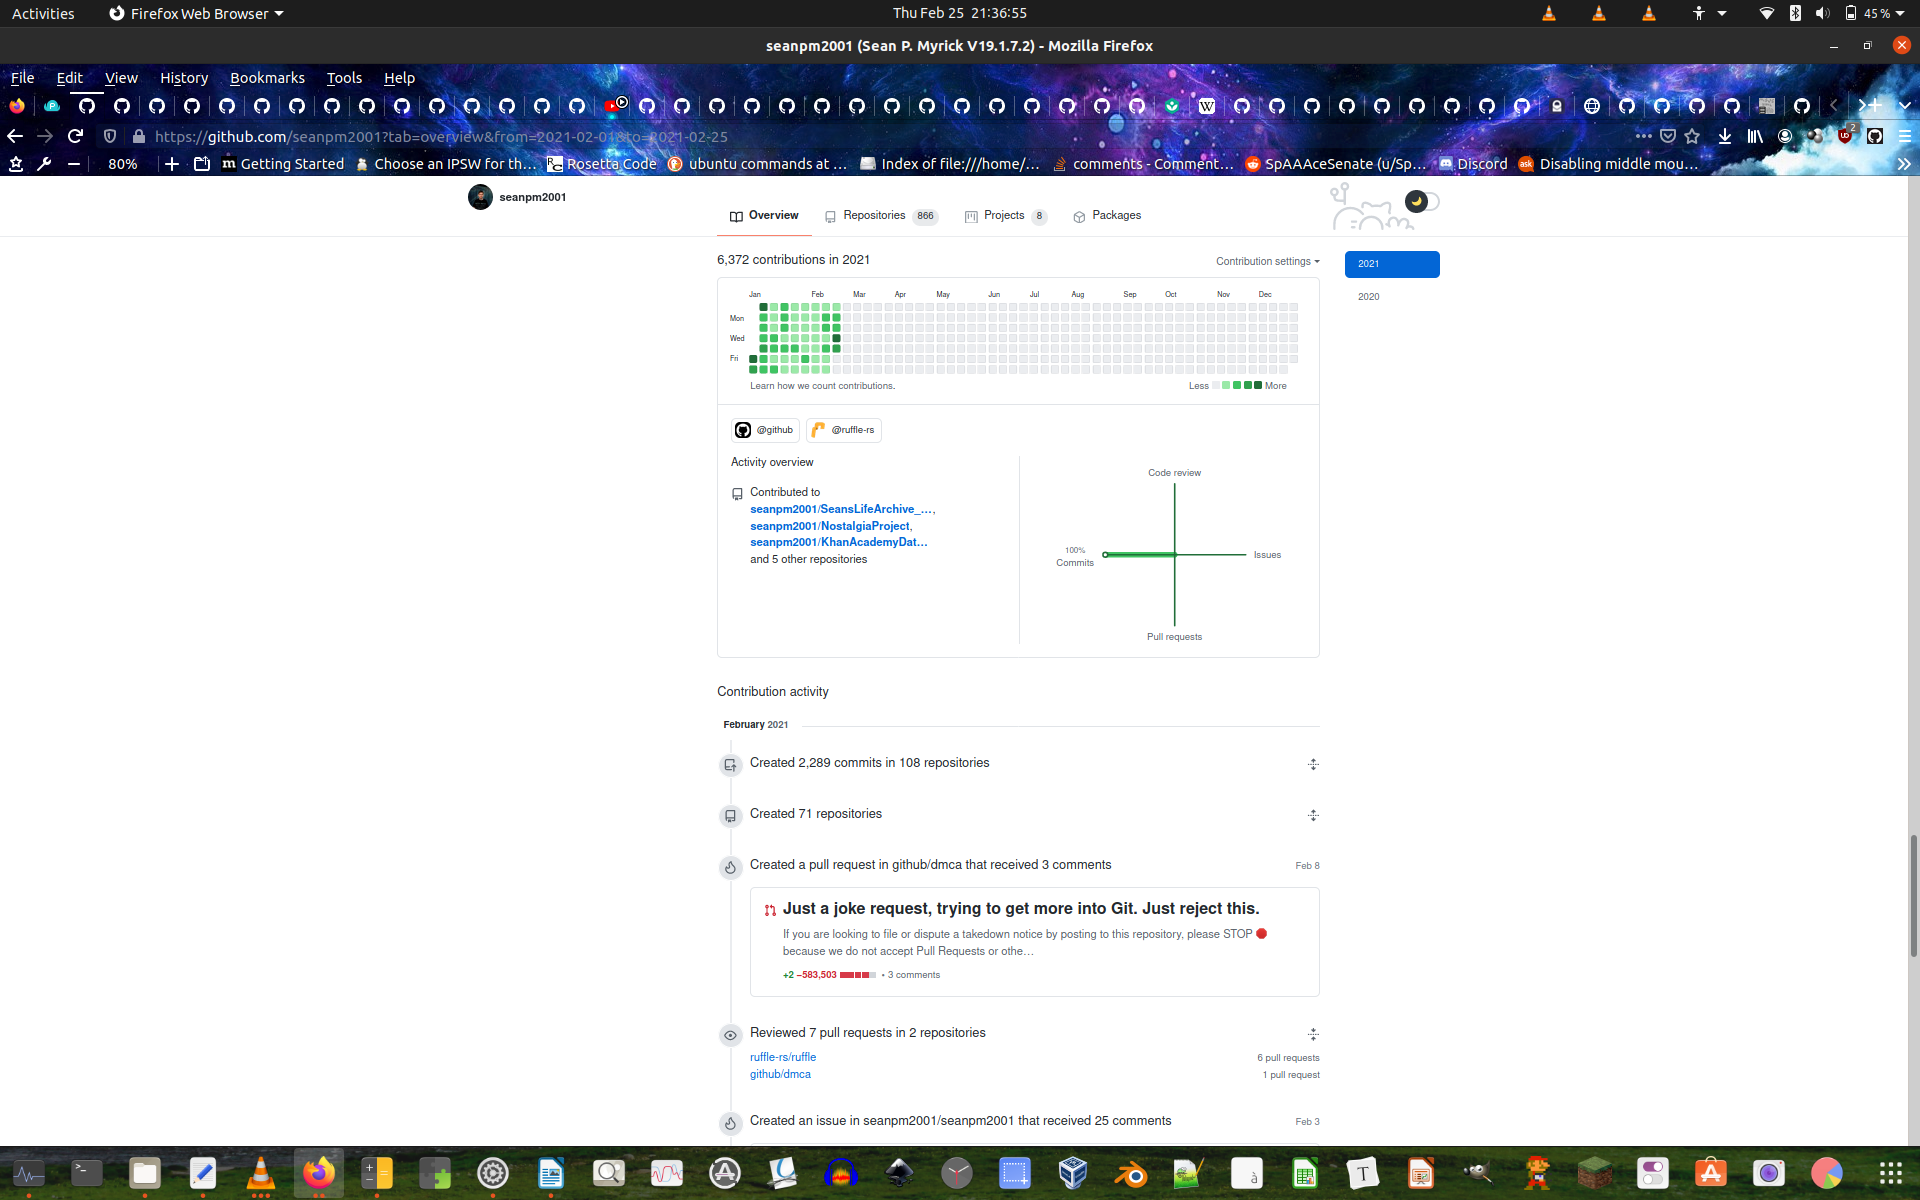 Activities
Firefox Web Browser
Thu Feb 25 21:36:55
45 %
seanpm2001 (Sean P. Myrick V19.1.7.2) - Mozilla Firefox
File Edit View History Bookmarks Tools Help
https://github.com/seanpm2001?tab=overview&from=2021-02-01&to=2021-02-25
2
80%
Getting Started
Choose an IPSW for th…
Rosetta Code
ubuntu commands at …
Index of file:///home/…
comments - Comment…
SpAAAceSenate (u/Sp…
Discord
Disabling middle mou…
seanpm2001
Overview
Repositories 866
Projects 8
Packages
6,372 contributions in 2021
Contribution settings
2021
2020
Jan Feb Mar Apr May Jun Jul Aug Sep Oct Nov Dec
Mon
Wed
Fri
Learn how we count contributions.
Less More
@github
@ruffle-rs
Activity overview
Contributed to
seanpm2001/SeansLifeArchive_…,
seanpm2001/NostalgiaProject,
seanpm2001/KhanAcademyDat…
and 5 other repositories
Code review
100%
Commits
Issues
Pull requests
Contribution activity
February 2021
Created 2,289 commits in 108 repositories
Created 71 repositories
Created a pull request in github/dmca that received 3 comments
Feb 8
Just a joke request, trying to get more into Git. Just reject this.
If you are looking to file or dispute a takedown notice by posting to this repository, please STOP
because we do not accept Pull Requests or othe…
+2 −583,503 • 3 comments
Reviewed 7 pull requests in 2 repositories
ruffle-rs/ruffle 6 pull requests
github/dmca 1 pull request
Created an issue in seanpm2001/seanpm2001 that received 25 comments
Feb 3